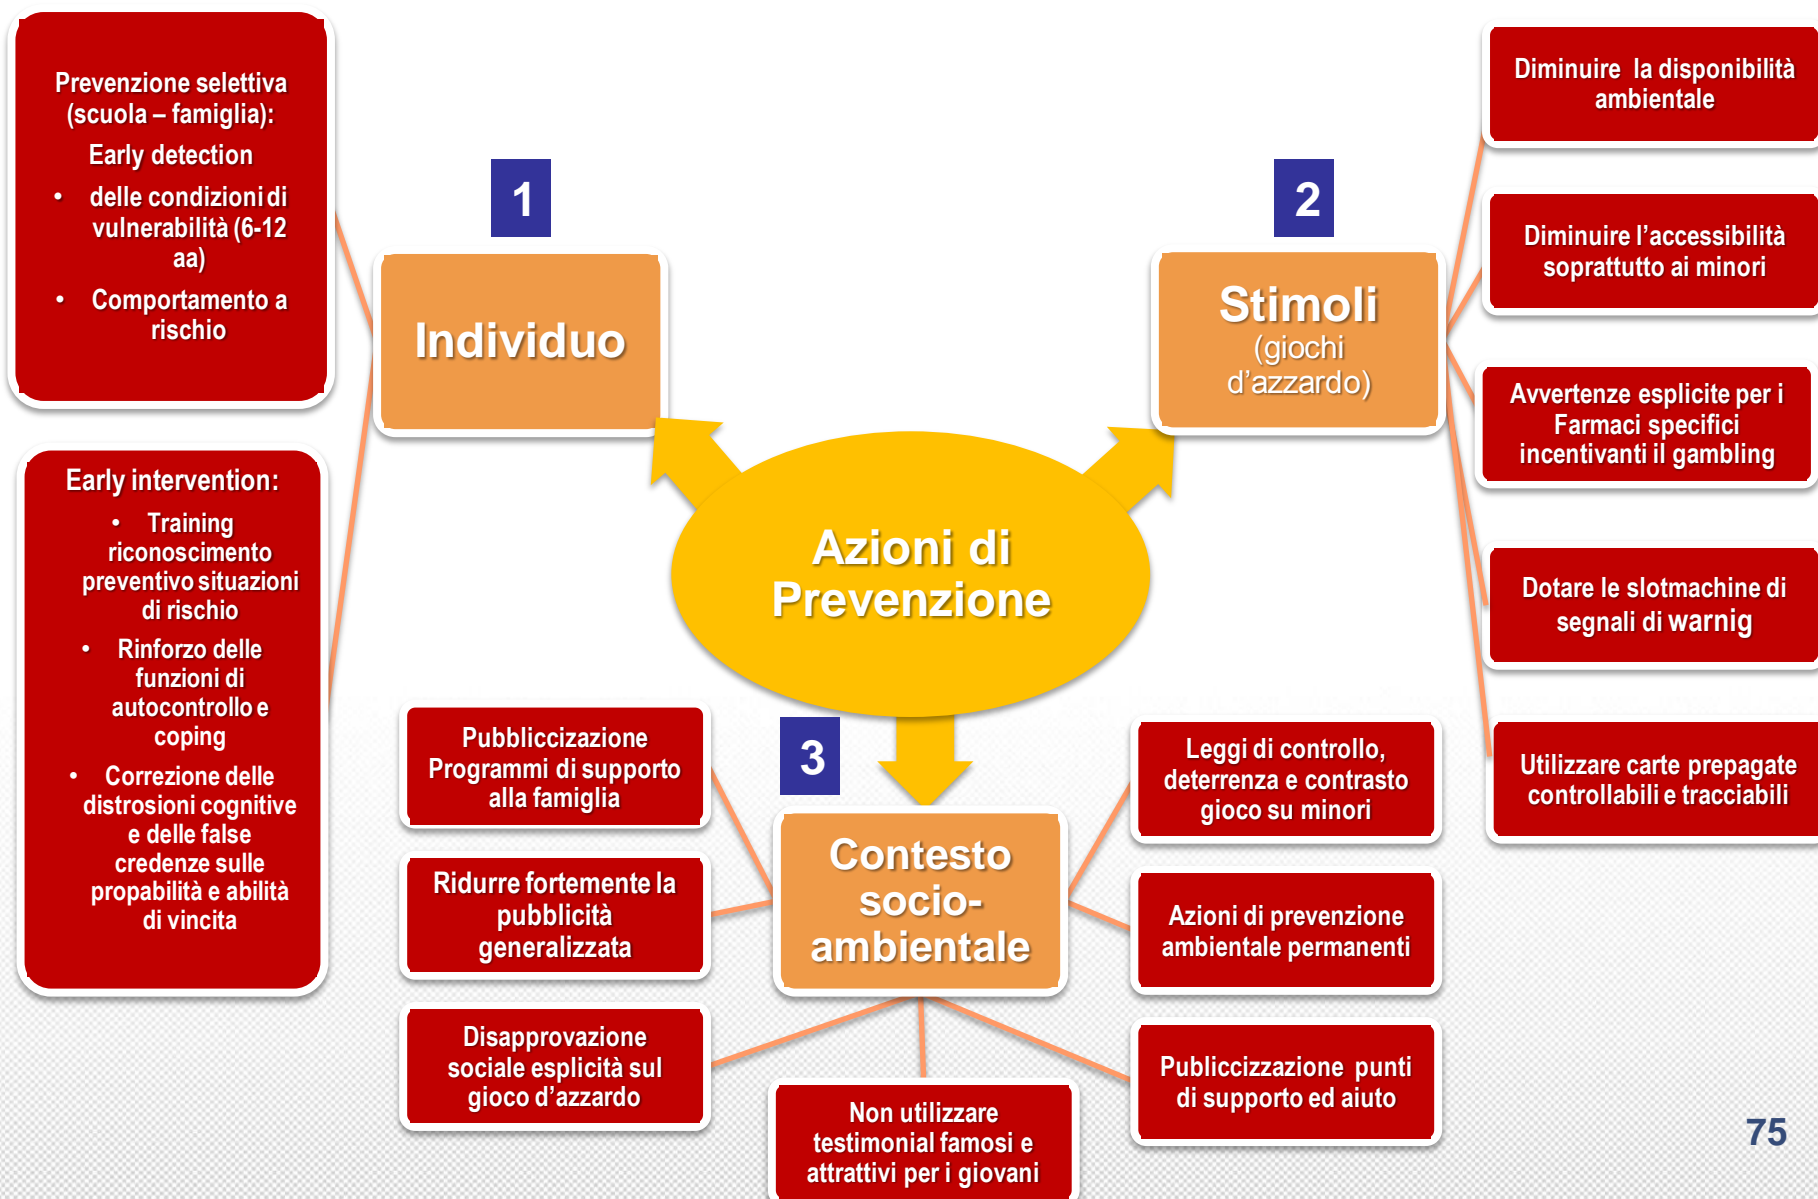 Prevenzione selettiva
(scuola – famiglia):
Early detection
• delle condizioni di
vulnerabilità (6-12
aa)
• Comportamento a
rischio
Early intervention:
• Training
riconoscimento
preventivo situazioni
di rischio
• Rinforzo delle
funzioni di
autocontrollo e
coping
• Correzione delle
distrosioni cognitive
e delle false
credenze sulle
propabilità e abilità
di vincita
1
Individuo
2
Stimoli
(giochi
d'azzardo)
Diminuire la disponibilità
ambientale
Diminuire l'accessibilità
soprattutto ai minori
Avvertenze esplicite per i
Farmaci specifici
incentivanti il gambling
Dotare le slotmachine di
segnali di warnig
Utilizzare carte prepagate
controllabili e tracciabili
Azioni di
Prevenzione
3
Contesto
socio-
ambientale
Pubbliccizazione
Programmi di supporto
alla famiglia
Ridurre fortemente la
pubblicità
generalizzata
Disapprovazione
sociale esplicità sul
gioco d'azzardo
Non utilizzare
testimonial famosi e
attrattivi per i giovani
Leggi di controllo,
deterrenza e contrasto
gioco su minori
Azioni di prevenzione
ambientale permanenti
Publiccizzazione punti
di supporto ed aiuto
75